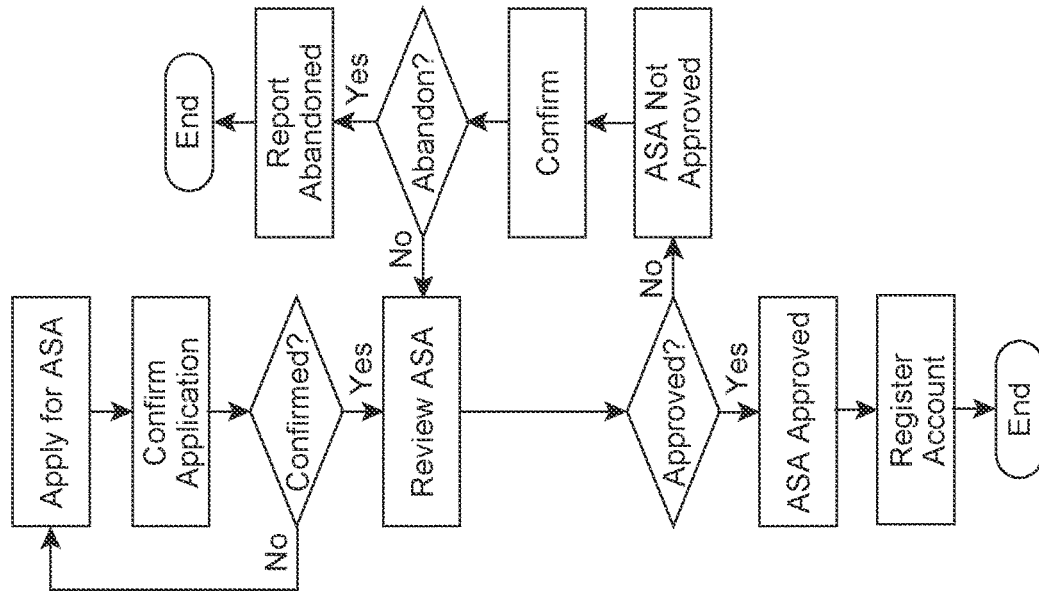 Apply for ASA
Confirm
Application
Confirmed?
No
Yes
Review ASA
Approved?
No
Yes
ASA Approved
Register
Account
End
ASA Not
Approved
Confirm
Abandon?
No
Yes
Report
Abandoned
End